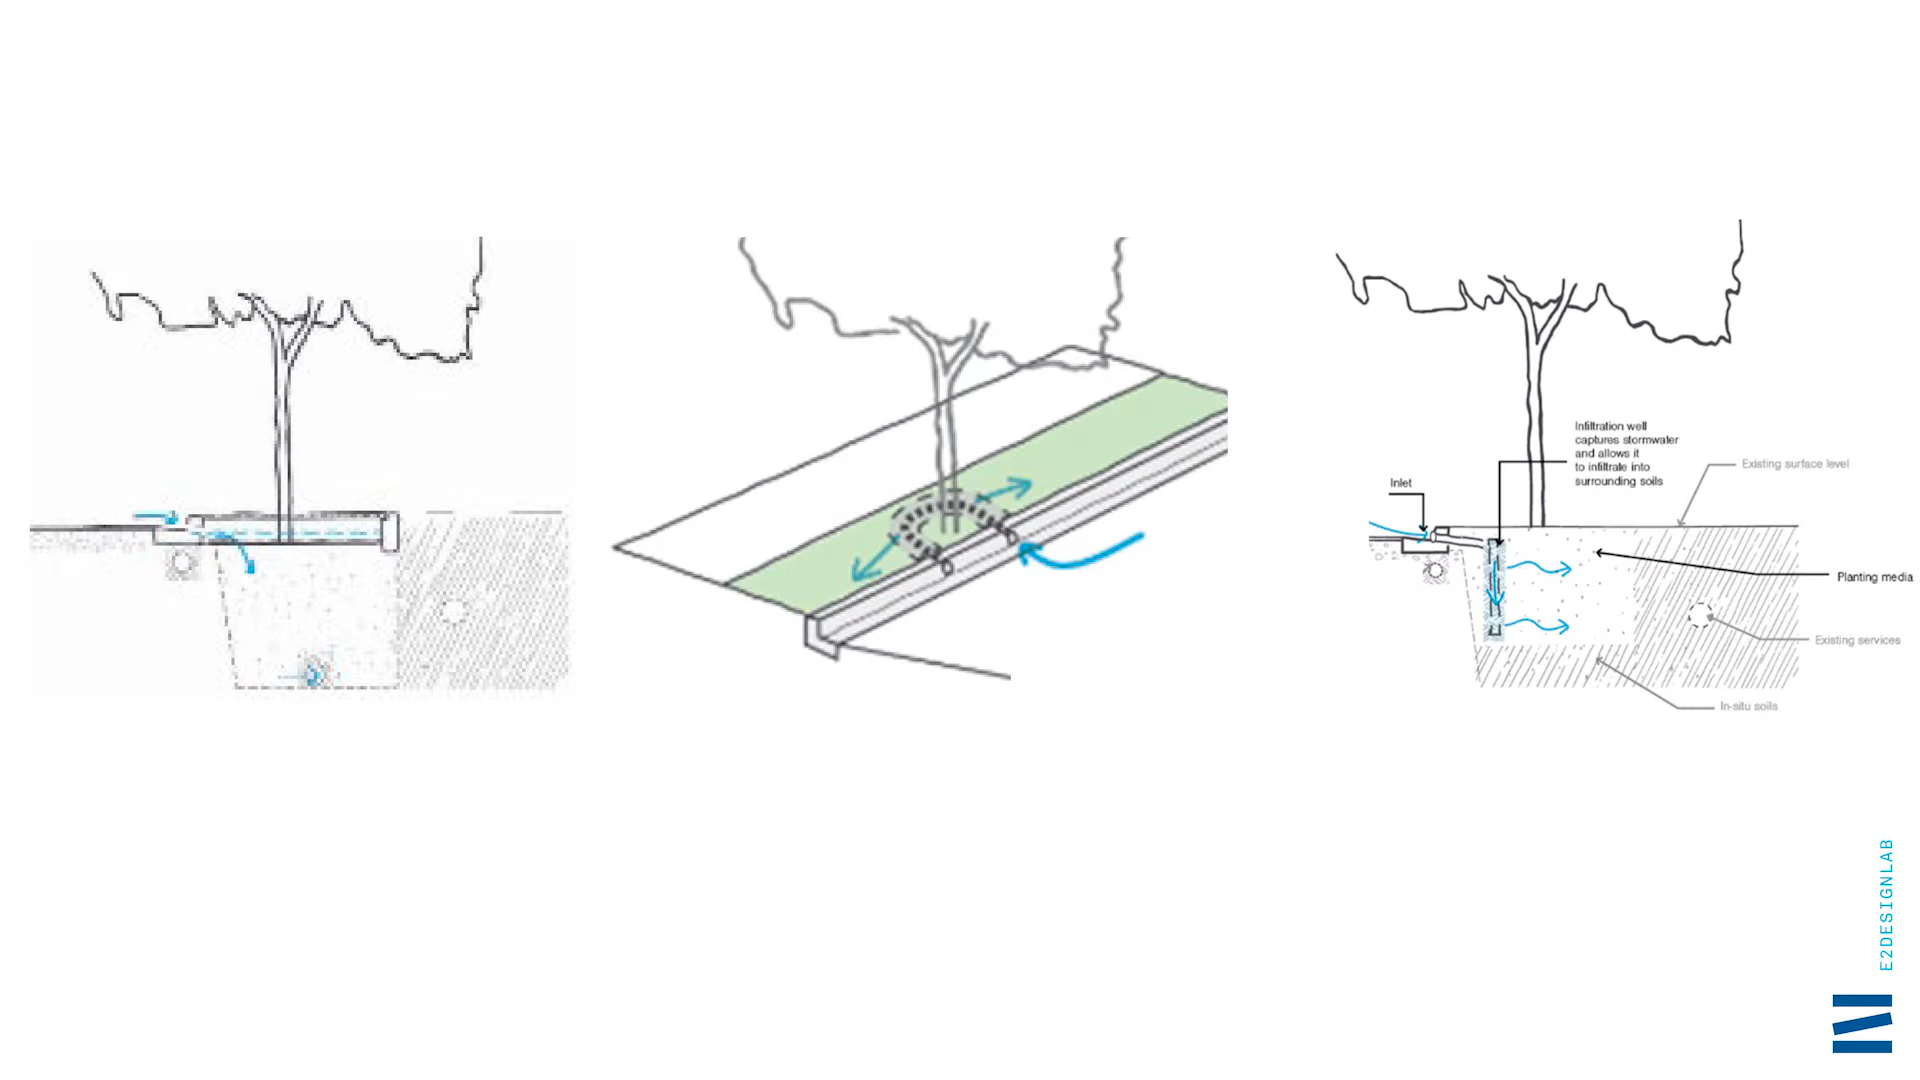 Infiltration well
captures stormwater
and allows it
to infiltrate into
surrounding soils
Existing surface level
Inlet
Planting media
Existing services
In-situ soils
E2DESIGNLAB